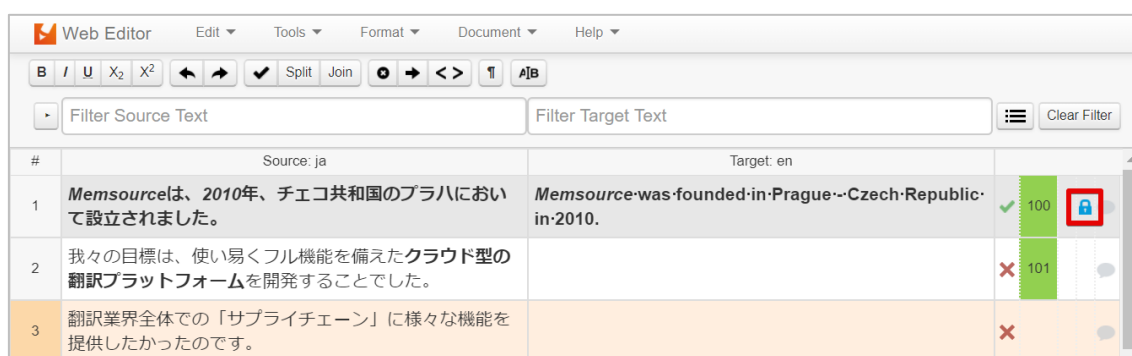 Web Editor Edit Tools Format Document Help
B I U X₂ X² Split Join < > ¶ A|B
Filter Source Text Filter Target Text Clear Filter
# Source: ja Target: en
1 Memsourceは、2010年、チェコ共和国のプラハにおい Memsource·was·founded·in·Prague·-·Czech·Republic· 100
て設立されました。 in·2010.
2 我々の目標は、使い易くフル機能を備えたクラウド型の 101
翻訳プラットフォームを開発することでした。
3 翻訳業界全体での「サプライチェーン」に様々な機能を
提供したかったのです。